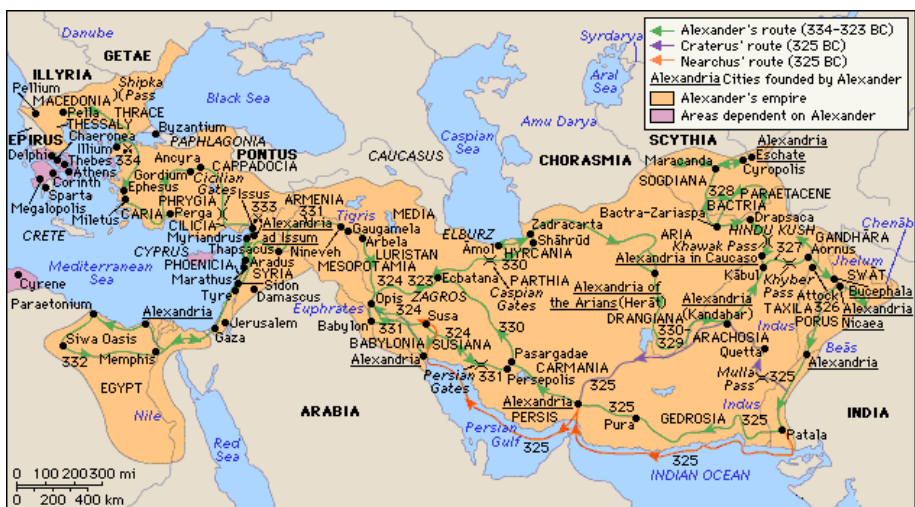 Alexander's route (334–323 BC)
Craterus' route (325 BC)
Nearchus' route (325 BC)
Alexandria Cities founded by Alexander
Alexander's empire
Areas dependent on Alexander
Danube
GETAE
ILLYRIA
Pellium
Shipka
Pass
MACEDONIA
Pella
THRACE
THESSALY
Chaeronea
EPIRUS
Illium
334
Delphi
Thebes
Athens
Corinth
Sparta
Megalopolis
Miletus
CRETE
Byzantium
Black Sea
PAPHLAGONIA
PONTUS
Ancyra
Gordium
CAPPADOCIA
Ephesus
Cilician
Gates
PHRYGIA
CARIA
Perga
CILICIA
Issus
333
Myriandrus
Alexandria
ad Issum
Thapsacus
CYPRUS
Aradus
PHOENICIA
SYRIA
Marathus
Sidon
Tyre
Damascus
Mediterranean
Sea
Cyrene
Paraetonium
Alexandria
Jerusalem
Gaza
Siwa Oasis
332
Memphis
EGYPT
Nile
Red
Sea
ARABIA
CAUCASUS
ARMENIA
331
Tigris
Gaugamela
Arbela
Nineveh
MESOPOTAMIA
MEDIA
LURISTAN
324
323
Ecbatana
Opis
ZAGROS
Euphrates
Babylon
331
Susa
324
BABYLONIA
SUSIANA
Alexandria
Persian
Gates
331
Pasargadae
Persepolis
330
CARMANIA
Alexandria
PERSIS
Persian
Gulf
325
Caspian
Sea
Aral
Sea
Syrdarya
Amu Darya
CHORASMIA
ELBURZ
Amol
Zadracarta
Shāhrūd
HYRCANIA
330
PARTHIA
Caspian
Gates
SCYTHIA
Alexandria
Eschate
Maracanda
Cyropolis
SOGDIANA
328
PARAETACENE
BACTRIA
Bactra-Zariaspa
Drapsaca
ARIA
HINDU KUSH
Khawak Pass
327
Alexandria in Caucaso
Kābul
Khyber
Pass
GANDHĀRA
Aornus
Chenāb
Jhelum
SWĀT
Attock
Bucephala
TAXILA
326
Alexandria
Nicaea
PORUS
Alexandria
of the Arians (Herāt)
DRANGIANA
330–
329
Alexandria
(Kandahar)
ARACHOSIA
Quetta
Indus
Beās
Alexandria
Mulla
Pass
325
Indus
INDIA
325
Pura
325
GEDROSIA
325
Patala
325
INDIAN OCEAN
0 100 200 300 mi
0 200 400 km